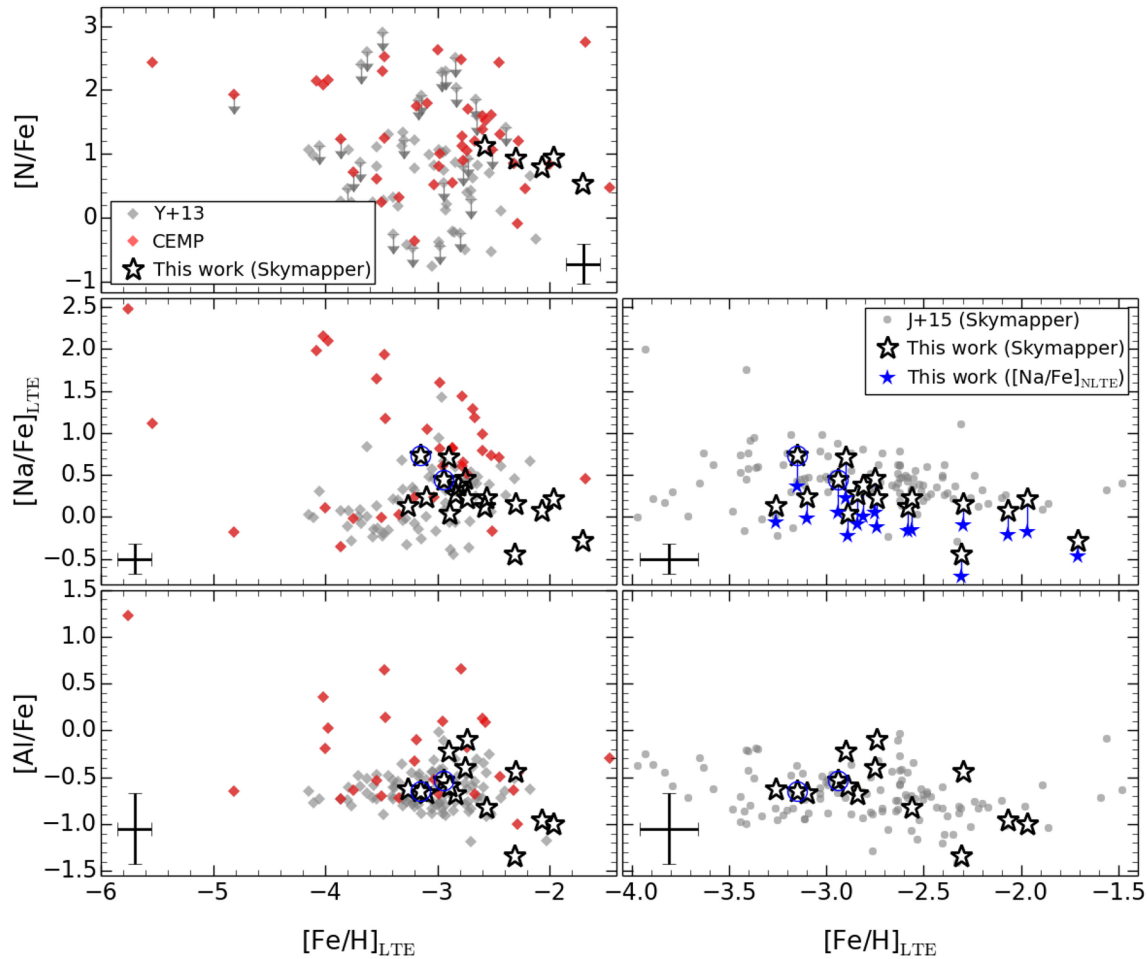 3
2
1
0
−1
[N/Fe]
Y+13
CEMP
This work (Skymapper)
2.5
2.0
1.5
1.0
0.5
0.0
−0.5
1.5
[Na/Fe]LTE
J+15 (Skymapper)
This work (Skymapper)
This work ([Na/Fe]NLTE)
1.5
1.0
0.5
0.0
−0.5
−1.0
−1.5
[Al/Fe]
−6 −5 −4 −3 −2
−4.0 −3.5 −3.0 −2.5 −2.0 −1.5
[Fe/H]LTE
[Fe/H]LTE